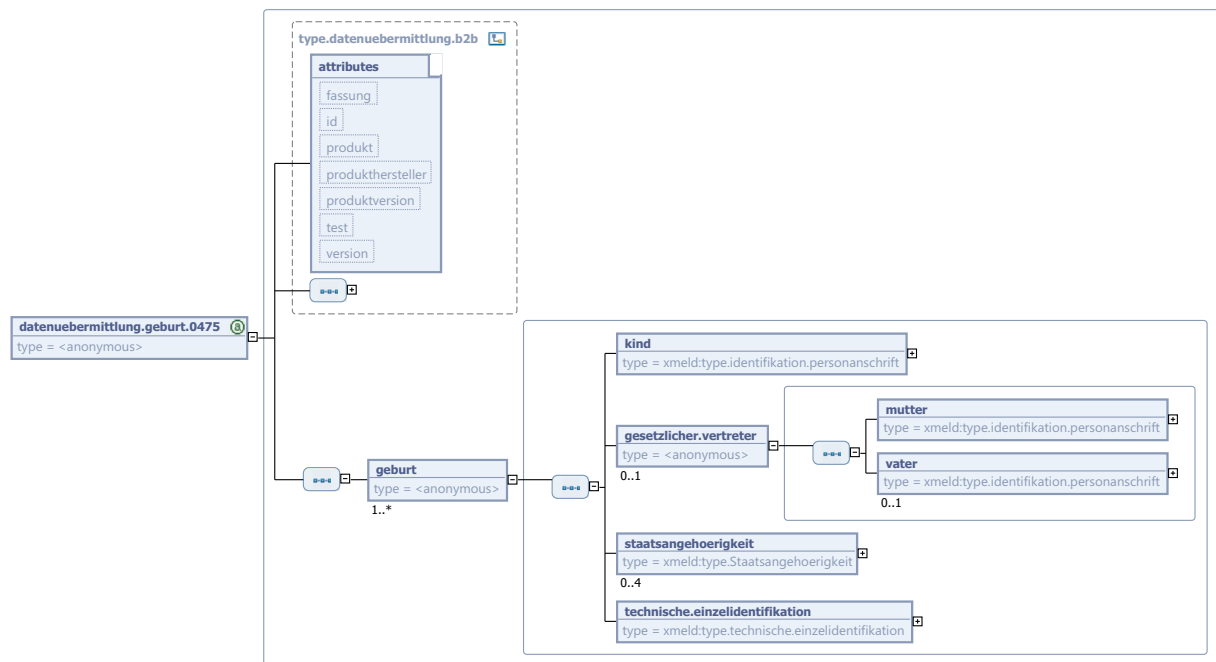 type.datenuebermittlung.b2b
attributes
fassung
id
produkt
produkthersteller
produktversion
test
version
datenuebermittlung.geburt.0475 @
type = <anonymous>
geburt
type = <anonymous>
1..*
kind
type = xmeld:type.identifikation.personanschrift
gesetzlicher.vertreter
type = <anonymous>
0..1
mutter
type = xmeld:type.identifikation.personanschrift
vater
type = xmeld:type.identifikation.personanschrift
0..1
staatsangehoerigkeit
type = xmeld:type.Staatsangehoerigkeit
0..4
technische.einzelidentifikation
type = xmeld:type.technische.einzelidentifikation